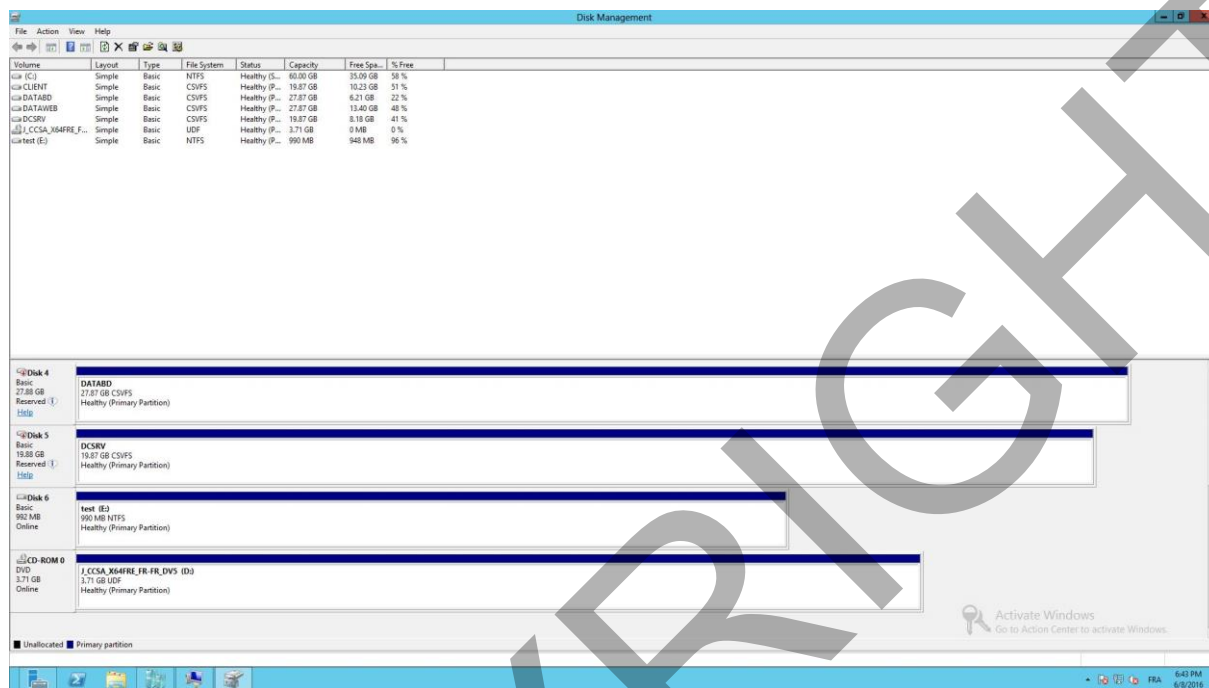 Disk Management
File Action View Help
Volume Layout Type File System Status Capacity Free Spa... % Free
(C:) Simple Basic NTFS Healthy (S... 60.00 GB 35.09 GB 58 %
CLIENT Simple Basic CSVFS Healthy (P... 19.87 GB 10.23 GB 51 %
DATABD Simple Basic CSVFS Healthy (P... 27.87 GB 6.21 GB 22 %
DATAWEB Simple Basic CSVFS Healthy (P... 27.87 GB 13.40 GB 48 %
DCSRV Simple Basic CSVFS Healthy (P... 19.87 GB 8.18 GB 41 %
J_CCSA_X64FRE_F... Simple Basic UDF Healthy (P... 3.71 GB 0 MB 0 %
test (E:) Simple Basic NTFS Healthy (P... 990 MB 948 MB 96 %
Disk 4
Basic
27.88 GB
Reserved
Help
DATABD
27.87 GB CSVFS
Healthy (Primary Partition)
Disk 5
Basic
19.88 GB
Reserved
Help
DCSRV
19.87 GB CSVFS
Healthy (Primary Partition)
Disk 6
Basic
992 MB
Online
test (E:)
990 MB NTFS
Healthy (Primary Partition)
CD-ROM 0
DVD
3.71 GB
Online
J_CCSA_X64FRE_FR-FR_DV5 (D:)
3.71 GB UDF
Healthy (Primary Partition)
Activate Windows
Go to Action Center to activate Windows.
Unallocated Primary partition
FRA 6:43 PM
6/8/2016
YRIGHT